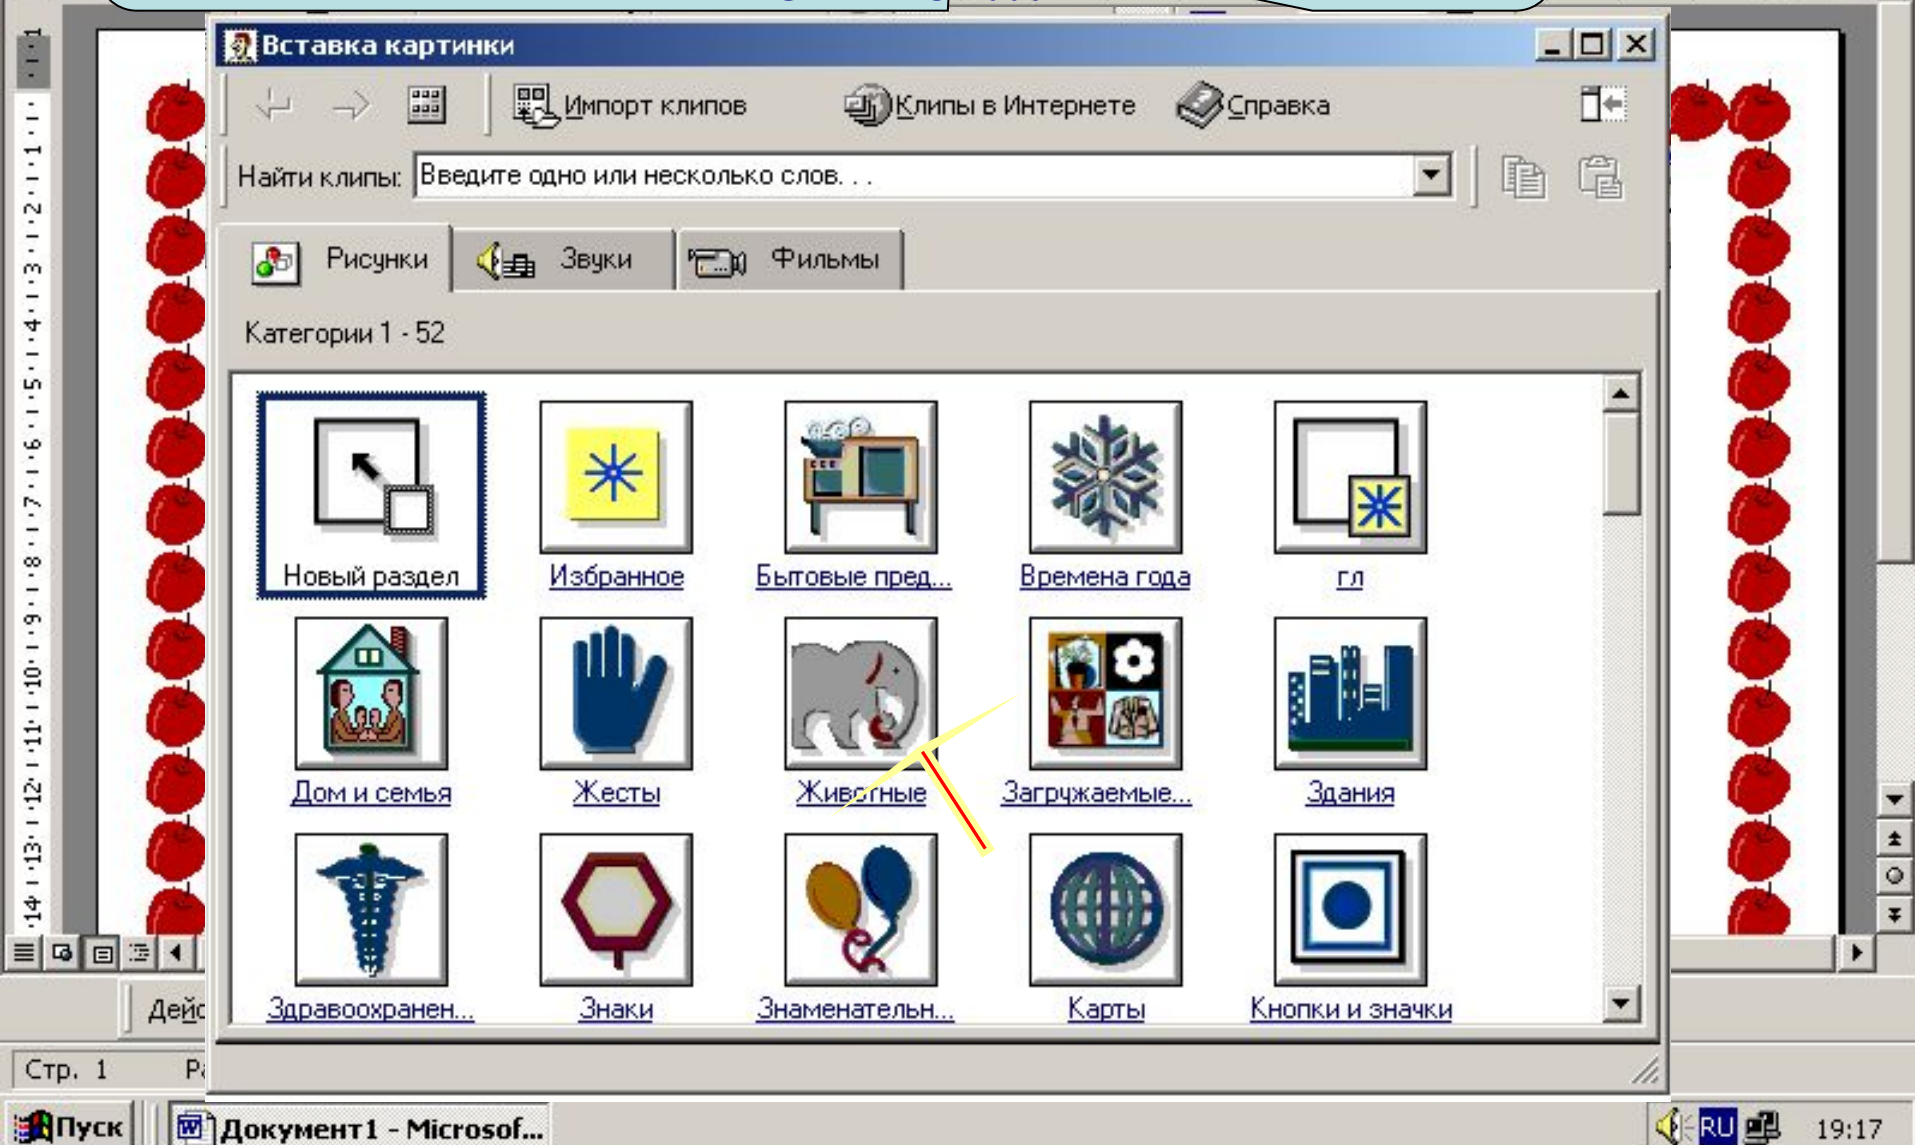 Вставка картинки
Импорт клипов Клипы в Интернете Справка
Найти клипы: Введите одно или несколько слов. . .
Рисунки Звуки Фильмы
Категории 1 - 52
Новый раздел Избранное Бытовые пред... Времена года гл
Дом и семья Жесты Животные Загружаемые... Здания
Здравоохранен... Знаки Знаменательн... Карты Кнопки и значки
Стр. 1
Пуск Документ1 - Microsof... RU 19:17